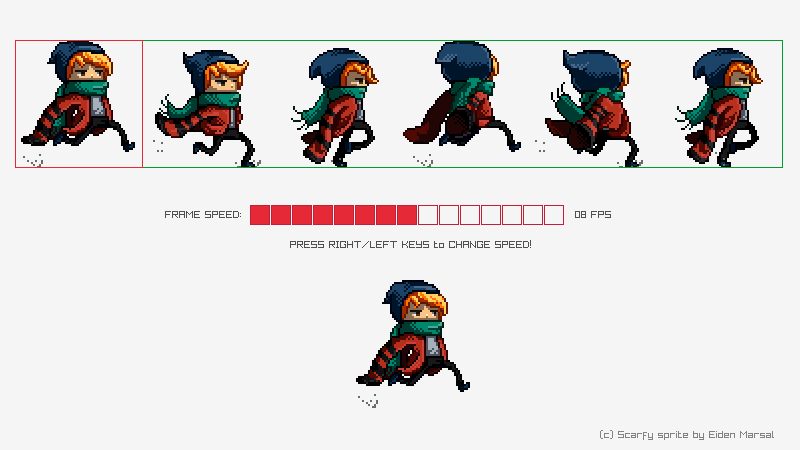 FRAME SPEED: 08 FPS
PRESS RIGHT/LEFT KEYS to CHANGE SPEED!
(c) Scarfy sprite by Eiden Marsal